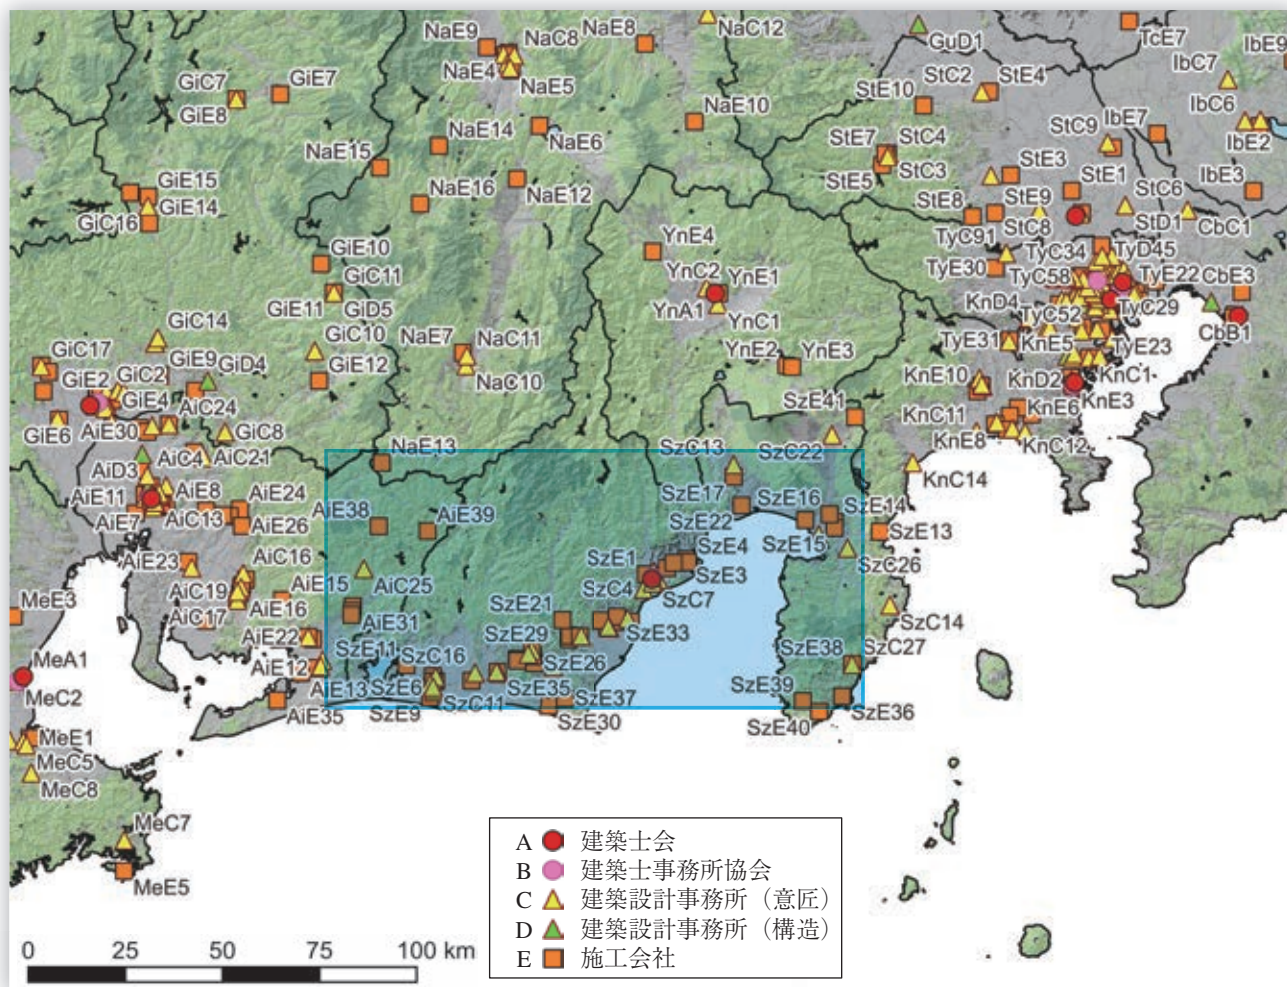 NaE9
NaC8
NaE8
NaC12
GuD1
TcE7
IbE9
IbC7
GiC7
GiE7
NaE4
NaE5
StC2
StE4
StE10
IbC6
GiE8
NaE10
NaE14
NaE6
StE7
StC4
StC9
IbE7
IbE2
NaE15
StC3
StE3
StE5
StE1
IbE3
GiE15
NaE16
NaE12
StE9
StC6
GiE14
StE8
GiC16
StC8
StD1
CbC1
YnE4
TyC91
TyC34
TyD45
GiE10
TyE30
TyC58
TyE22
CbE3
GiC11
YnC2
YnE1
GiE11
GiD5
YnA1
KnD4
TyC29
GiC14
GiC10
YnC1
TyC52
CbB1
NaE7
NaC11
TyE31
KnE5
TyE23
GiC17
GiE9
GiD4
GiE12
YnE2
YnE3
GiE2
GiC2
NaC10
KnE10
KnD2
KnC1
GiE4
AiC24
SzE41
KnE3
KnE6
KnC11
GiE6
AiE30
GiC8
KnE8
KnC12
NaE13
SzC13
SzC22
AiD3
AiC4
AiC21
KnC14
AiE11
AiE8
AiE24
SzE17
SzE16
SzE14
AiE7
AiC13
AiE26
AiE38
AiE39
SzE22
SzE15
SzE13
SzE4
AiE23
AiC16
SzE1
SzE3
SzC26
AiC19
AiE15
AiC25
SzC4
SzC7
MeE3
AiC17
AiE16
AiE31
SzE21
SzC14
AiE22
SzE29
SzE33
MeA1
AiE12
SzE11
SzC16
SzE26
SzE38
SzC27
MeC2
AiE13
SzE6
SzE35
SzE37
SzE39
AiE35
SzE9
SzC11
SzE30
SzE40
SzE36
MeE1
MeC5
MeC8
MeC7
MeE5
A 建築士会
B 建築士事務所協会
C 建築設計事務所（意匠）
D 建築設計事務所（構造）
E 施工会社
0 25 50 75 100 km